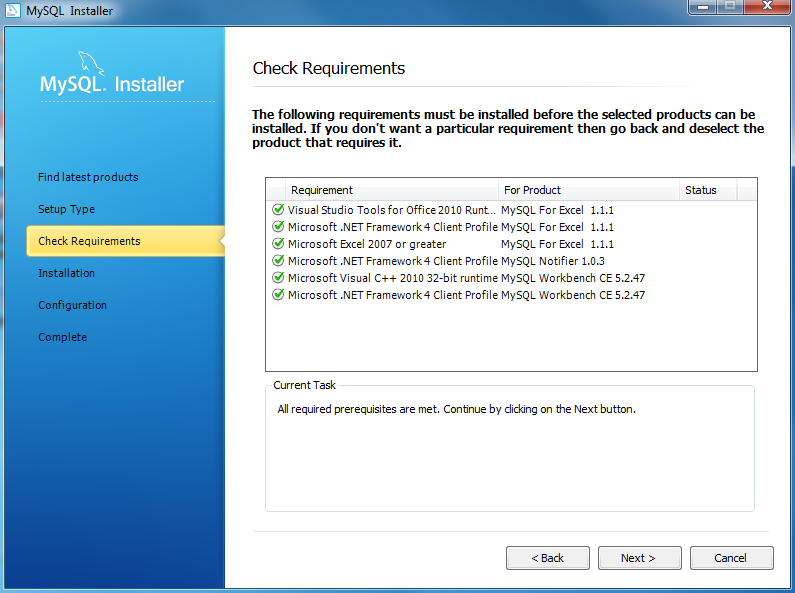 MySQL Installer
MySQL. Installer
Find latest products
Setup Type
Check Requirements
Installation
Configuration
Complete
Check Requirements
The following requirements must be installed before the selected products can be
installed. If you don't want a particular requirement then go back and deselect the
product that requires it.
Requirement For Product Status
Visual Studio Tools for Office 2010 Runt... MySQL For Excel 1.1.1
Microsoft .NET Framework 4 Client Profile MySQL For Excel 1.1.1
Microsoft Excel 2007 or greater MySQL For Excel 1.1.1
Microsoft .NET Framework 4 Client Profile MySQL Notifier 1.0.3
Microsoft Visual C++ 2010 32-bit runtime MySQL Workbench CE 5.2.47
Microsoft .NET Framework 4 Client Profile MySQL Workbench CE 5.2.47
Current Task
All required prerequisites are met. Continue by clicking on the Next button.
< Back Next > Cancel